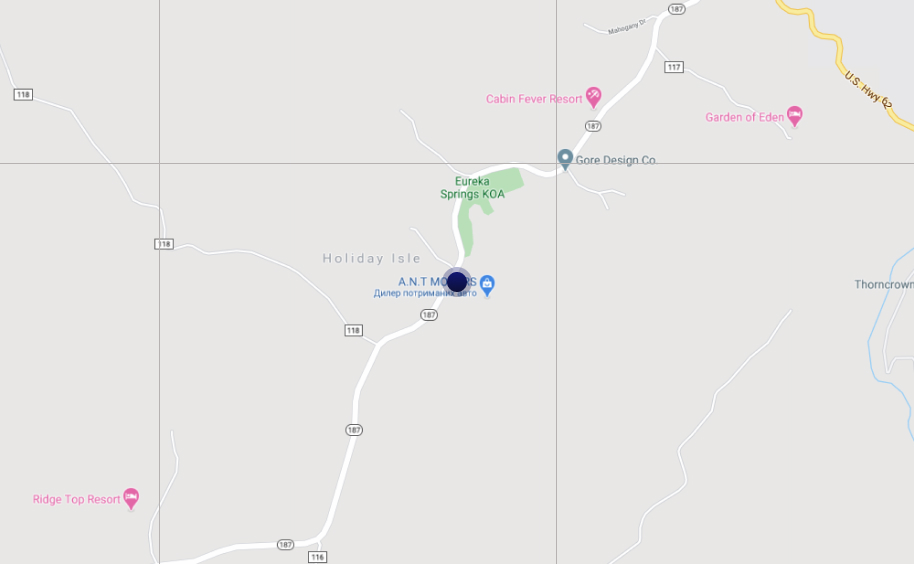 187
Mahogany Dr
117
118
U.S. Hwy 62
Cabin Fever Resort
Garden of Eden
187
Gore Design Co.
Eureka
Springs KOA
118
Holiday Isle
A.N.T
Дилер потриманих авто
Thorncrown
187
118
187
Ridge Top Resort
187
116